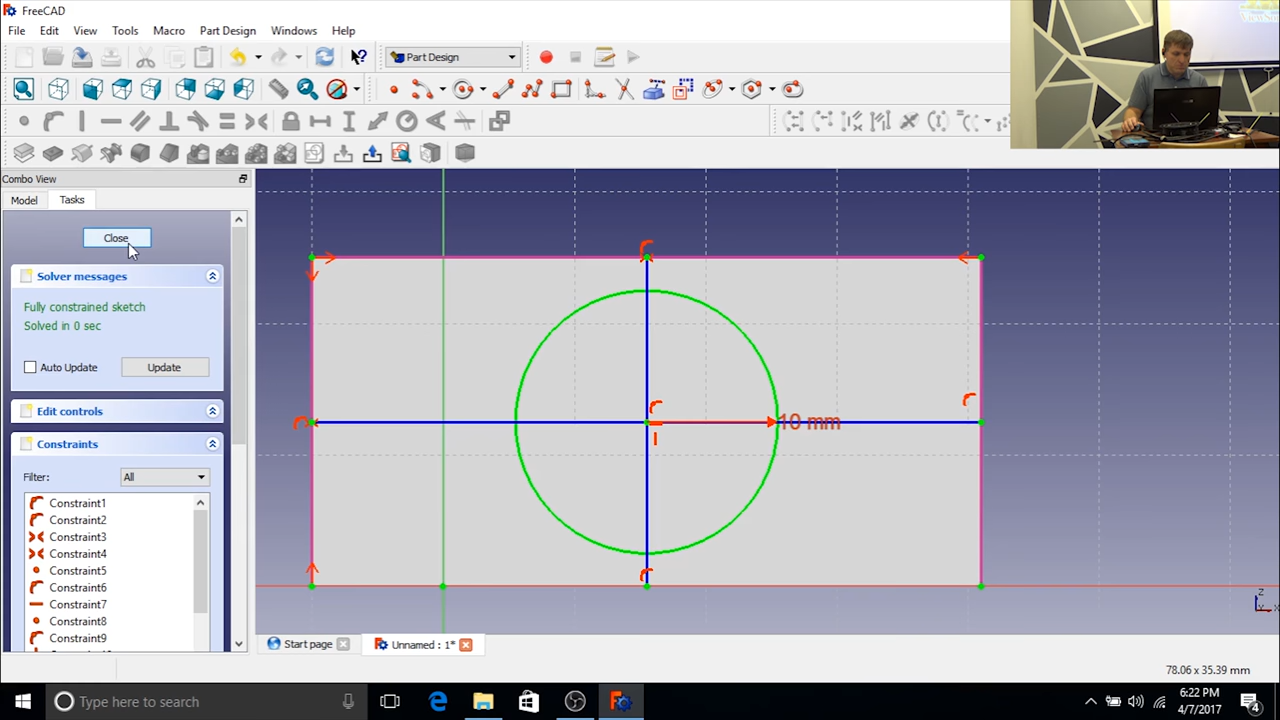 FreeCAD
File Edit View Tools Macro Part Design Windows Help
Part Design
Combo View
Model Tasks
Close
Solver messages
Fully constrained sketch
Solved in 0 sec
Auto Update Update
Edit controls
Constraints
Filter: All
Constraint1
Constraint2
Constraint3
Constraint4
Constraint5
Constraint6
Constraint7
Constraint8
Constraint9
10 mm
Z
X
Start page Unnamed : 1*
78.06 x 35.39 mm
Type here to search
6:22 PM
4/7/2017
4